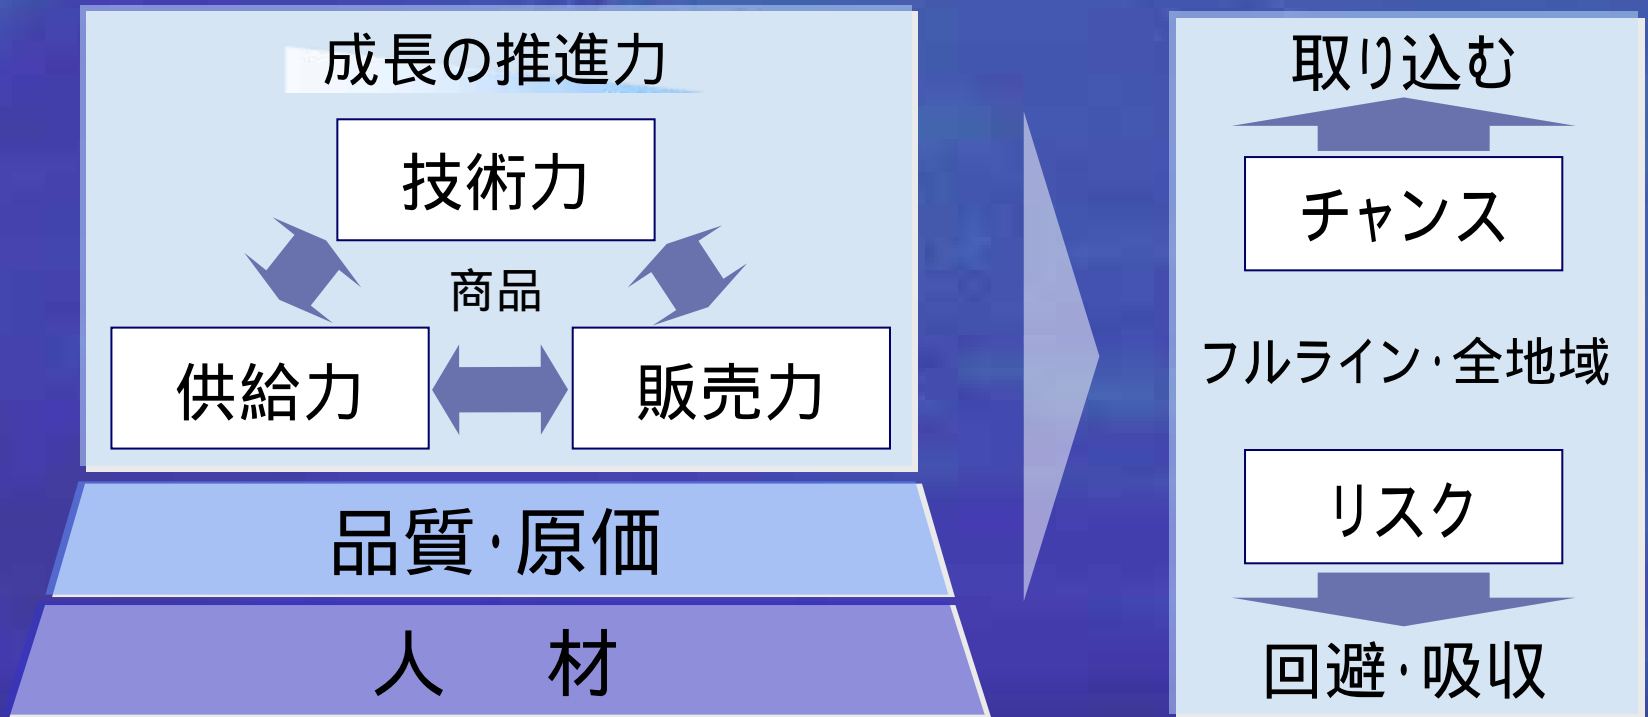 成長の推進力
技術力
商品
供給力
販売力
品質・原価
人　材
取り込む
チャンス
フルライン・全地域
リスク
回避・吸収